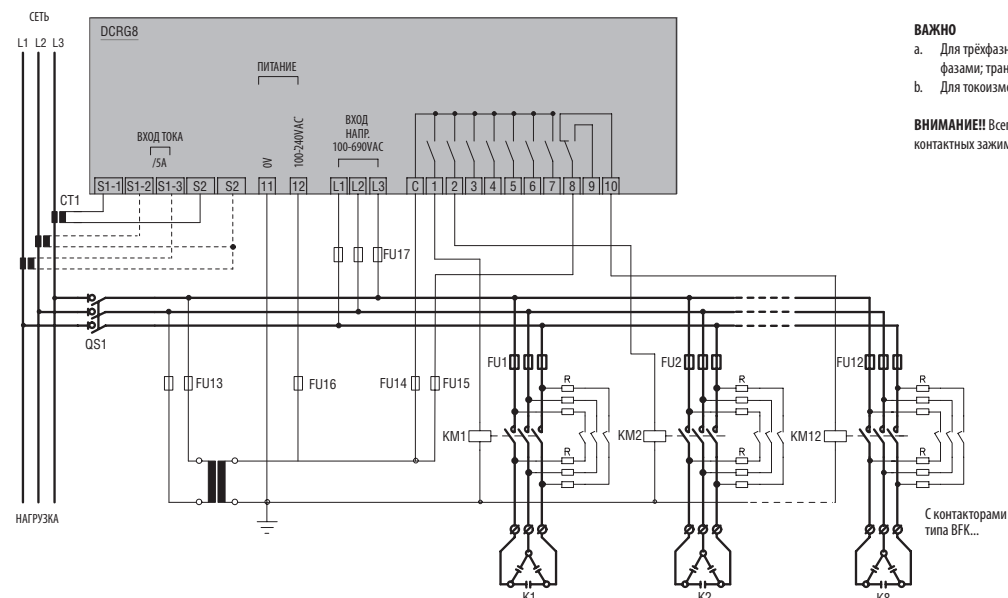 СЕТЬ
L1 L2 L3
DCRG8
ПИТАНИЕ
ВХОД ТОКА
/5A
0V
100-240VAC
ВХОД
НАПР.
100-690VAC
S1-1 S1-2 S1-3 S2 S2 11 12 L1 L2 L3 C 1 2 3 4 5 6 7 8 9 10
CT1
FU17
QS1
FU13
FU16
FU14
FU15
FU1
FU2
FU12
R
R
R
KM1
KM2
KM12
R
R
R
НАГРУЗКА
С контакторами
типа BFK...
K1
K2
K8
ВАЖНО
a. Для трёхфазн
фазами; тран
b. Для токоизме
ВНИМАНИЕ!! Всег
контактных зажим